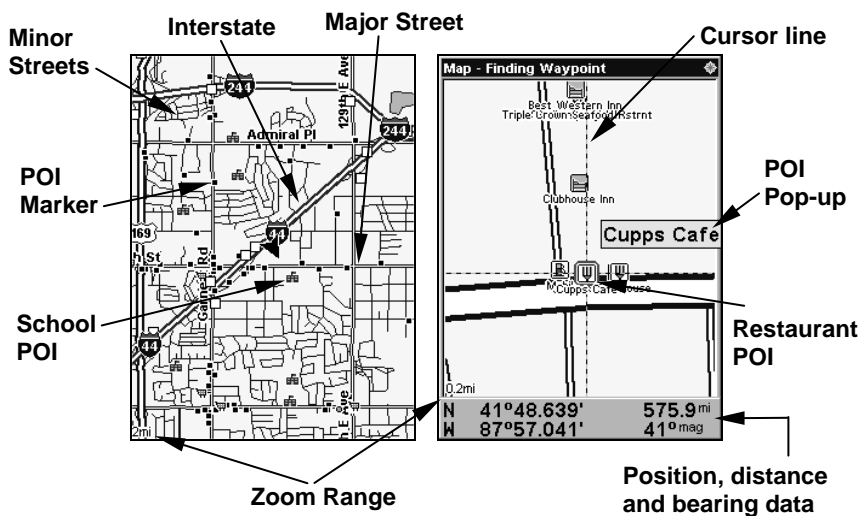 Minor
Streets
Interstate
Major Street
Cursor line
POI
Marker
School
POI
Zoom Range
POI
Pop-up
Restaurant
POI
Position, distance
and bearing data
244
129th E Ave
Admiral Pl
244
169
h St
44
Garnett Rd
44
h E Ave
2mi
Map - Finding Waypoint
Best Western Inn
Triple Crown Seafood Rstrnt
Clubhouse Inn
Cupps Cafe
Cupps Cafe
0.2mi
N 41°48.639' 575.9 mi
W 87°57.041' 41° mag